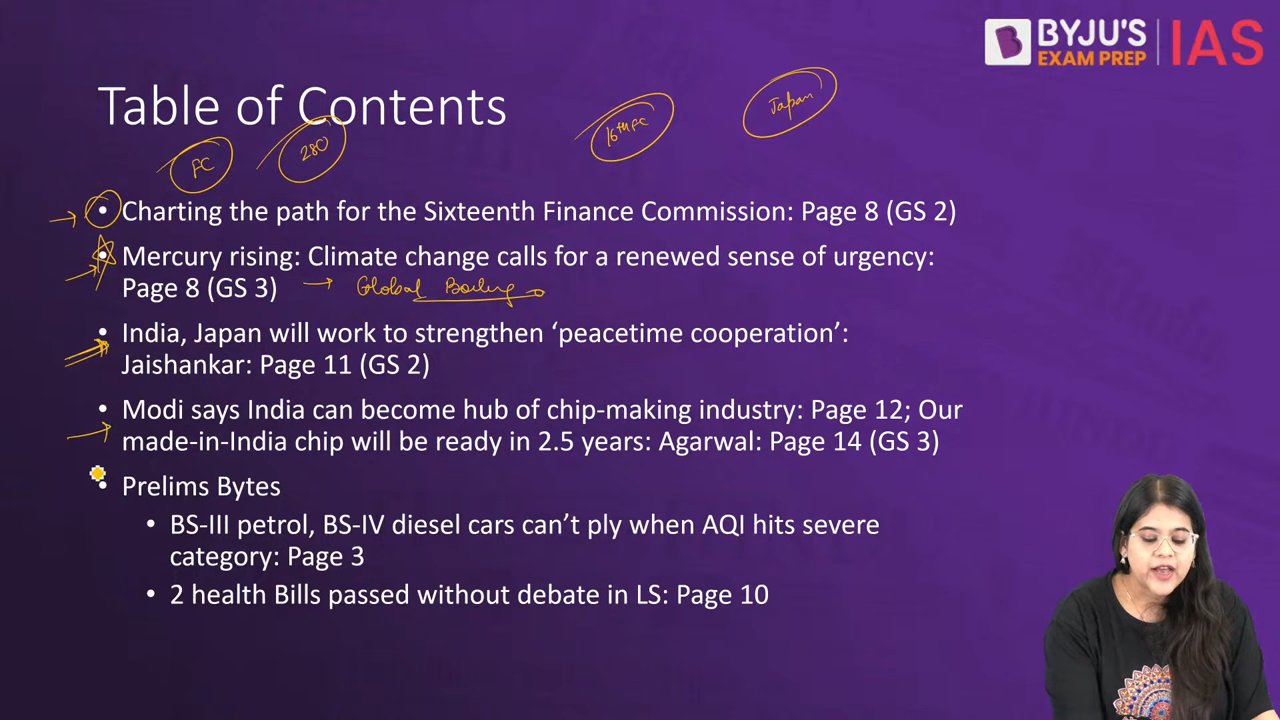 BYJU'S
EXAM PREP
IAS
Table of Contents
FC
280
16th FC
Japan
• Charting the path for the Sixteenth Finance Commission: Page 8 (GS 2)
• Mercury rising: Climate change calls for a renewed sense of urgency:
Page 8 (GS 3) → Global Boiling
• India, Japan will work to strengthen ‘peacetime cooperation’:
Jaishankar: Page 11 (GS 2)
• Modi says India can become hub of chip-making industry: Page 12; Our
made-in-India chip will be ready in 2.5 years: Agarwal: Page 14 (GS 3)
• Prelims Bytes
• BS-III petrol, BS-IV diesel cars can’t ply when AQI hits severe
category: Page 3
• 2 health Bills passed without debate in LS: Page 10